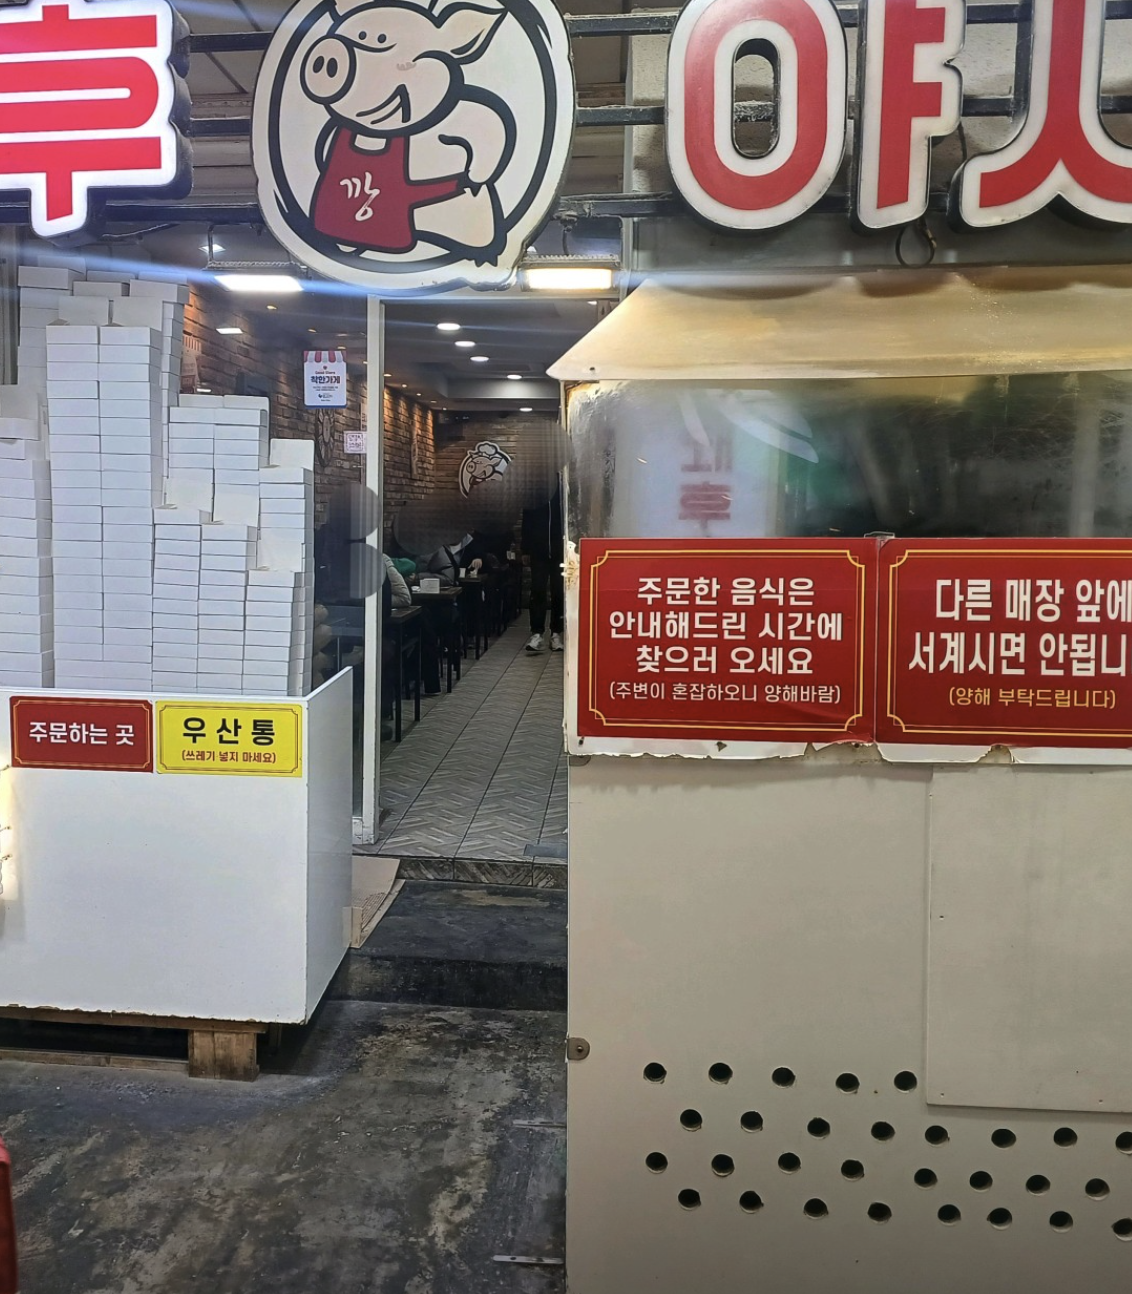 후
깡
야시
착한가게
주문한 음식은
안내해드린 시간에
찾으러 오세요
(주변이 혼잡하오니 양해바람)
다른 매장 앞에
서계시면 안됩니
(양해 부탁드립니다)
주문하는 곳
우산통
(쓰레기 넣지 마세요)